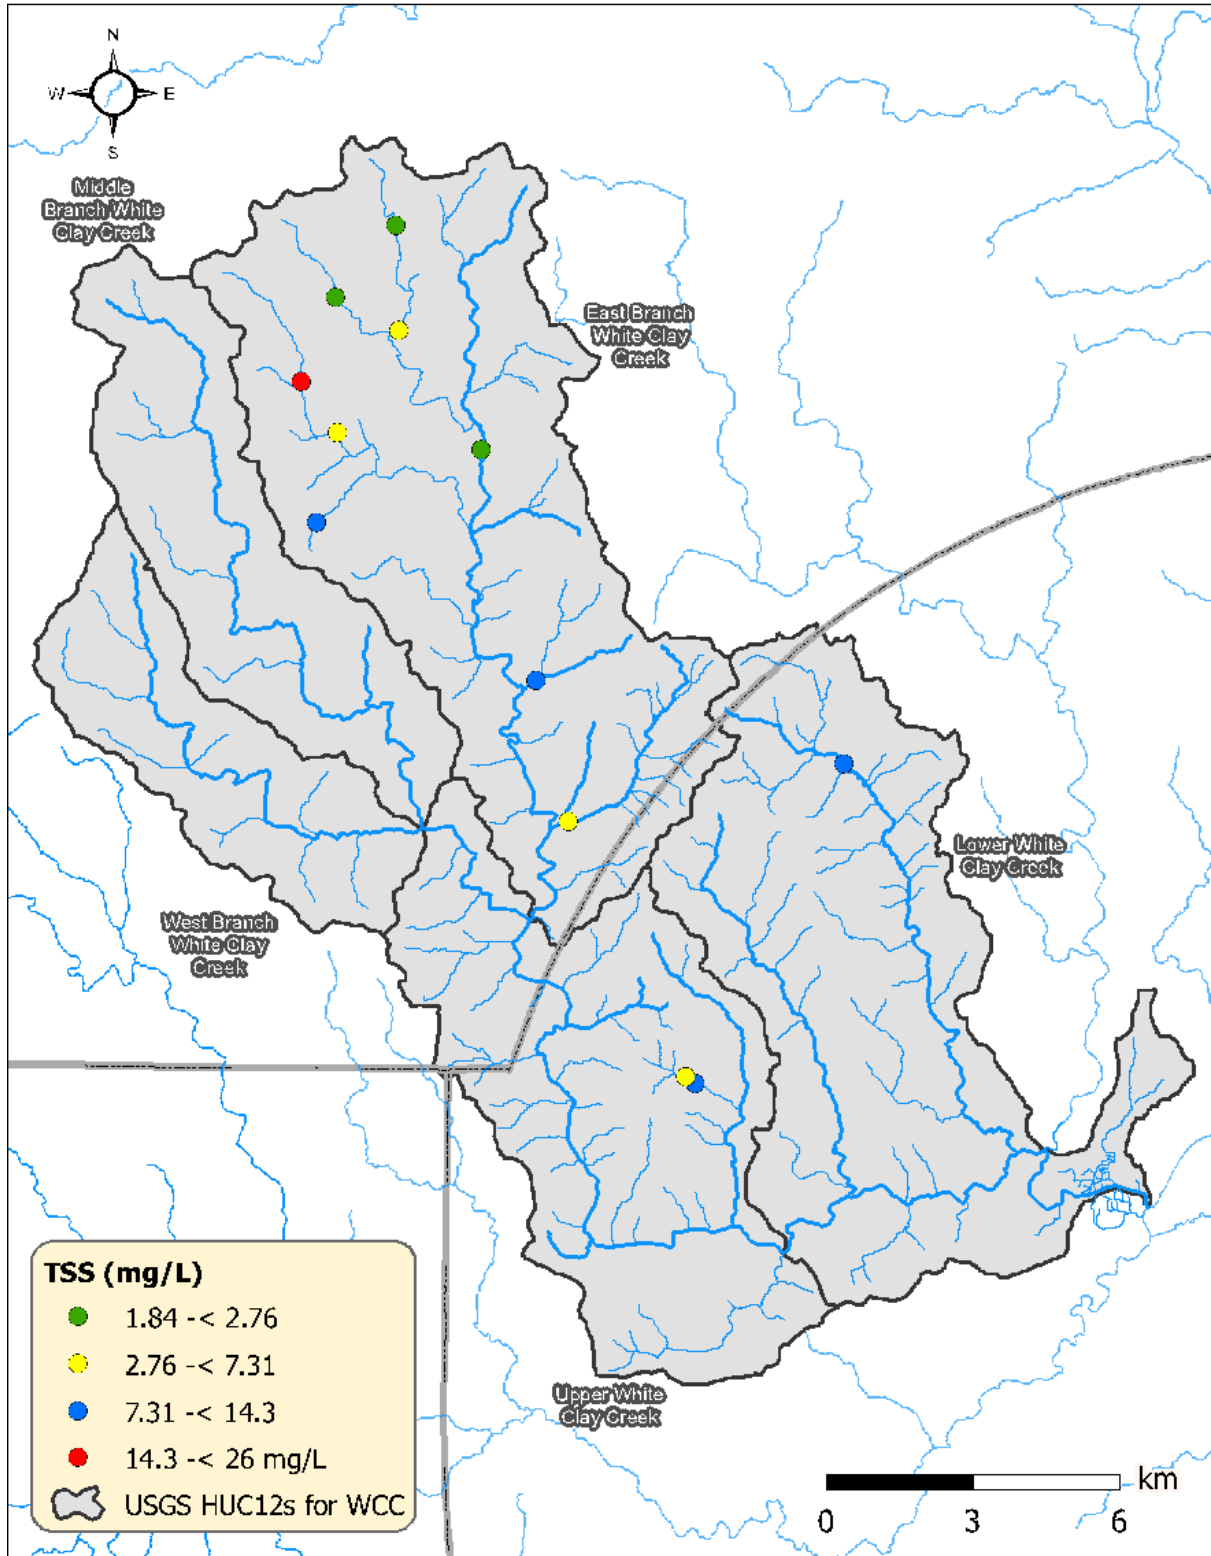 N
W E
S
Middle
Branch White
Clay Creek
East Branch
White Clay
Creek
Lower White
Clay Creek
West Branch
White Clay
Creek
Upper White
Clay Creek
TSS (mg/L)
1.84 -< 2.76
2.76 -< 7.31
7.31 -< 14.3
14.3 -< 26 mg/L
USGS HUC12s for WCC
km
0 3 6